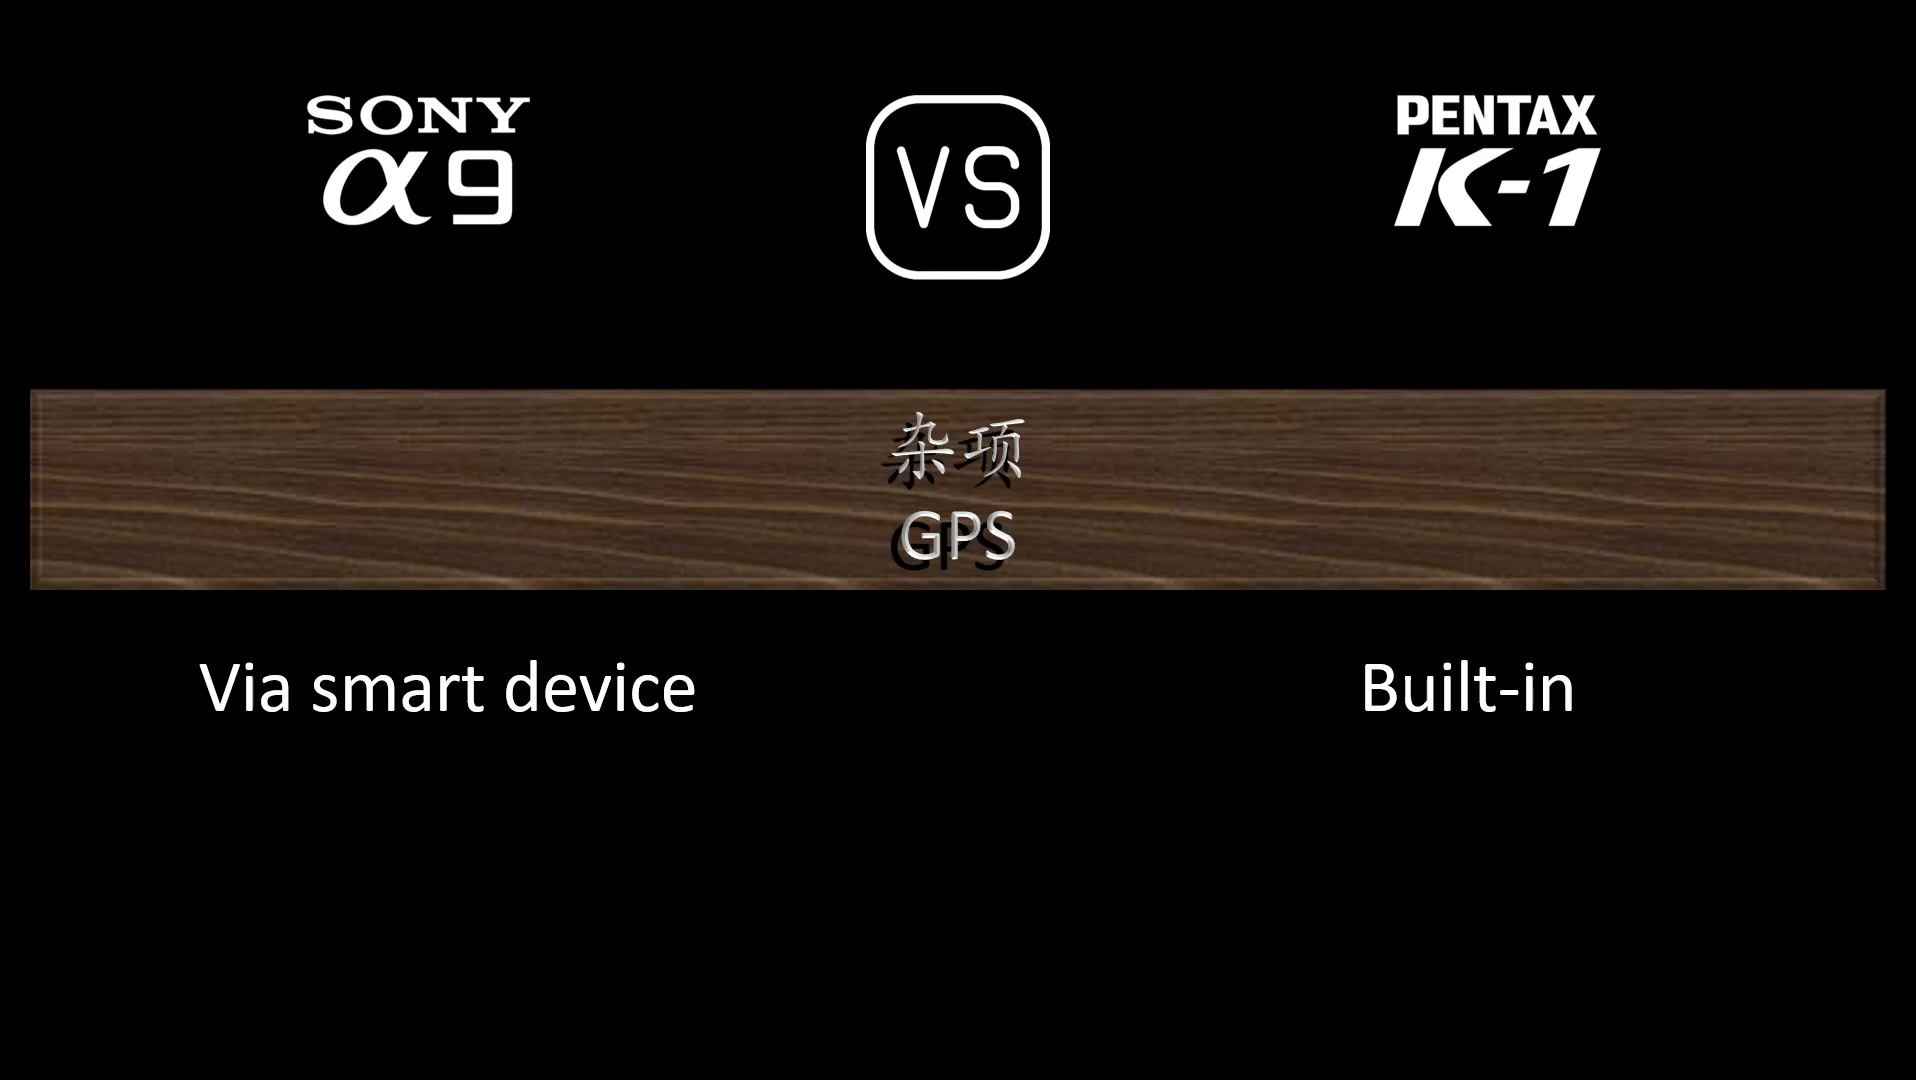 SONY
α9
VS
PENTAX
K-1
杂项
GPS
Via smart device
Built-in